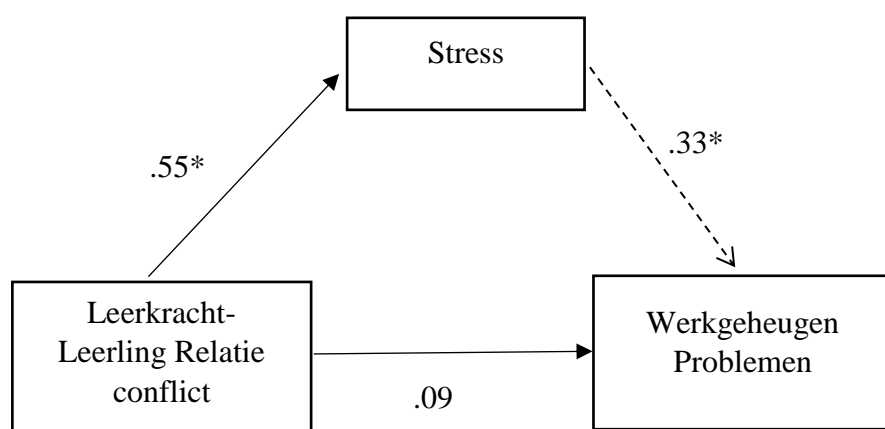 Stress
.55*
.33*
Leerkracht-
Leerling Relatie
conflict
.09
Werkgeheugen
Problemen